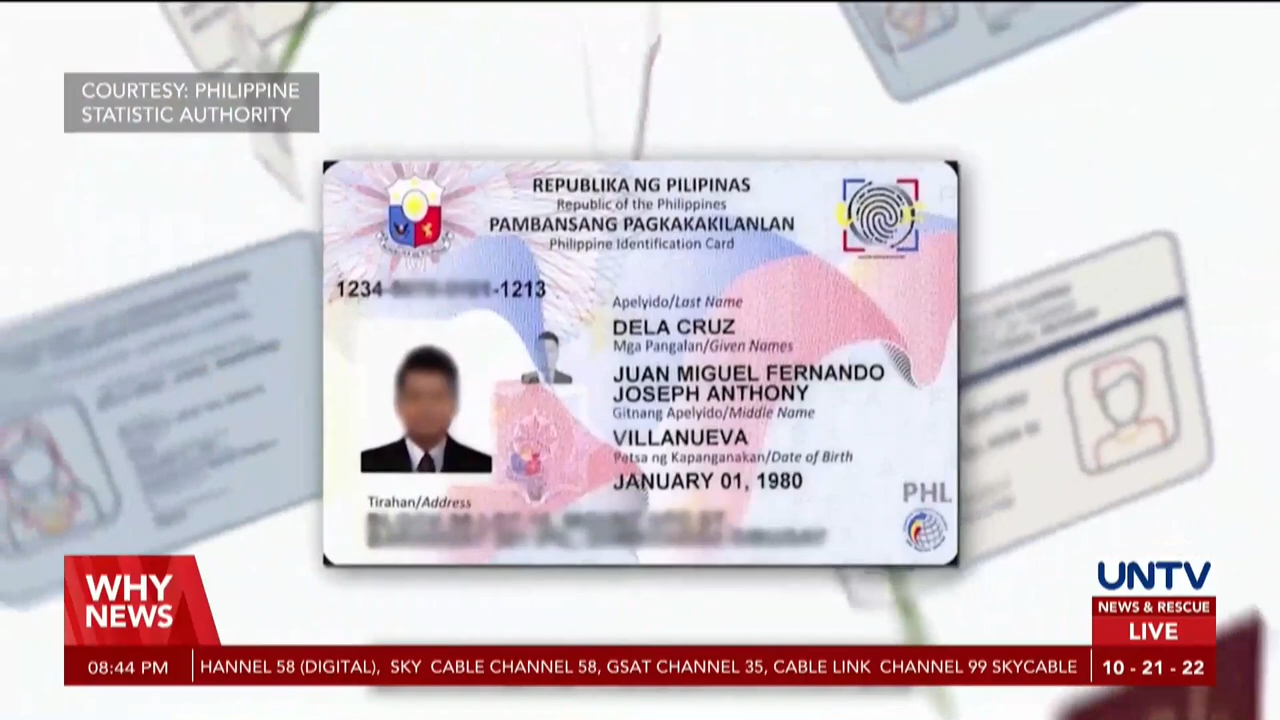 COURTESY: PHILIPPINE
STATISTIC AUTHORITY
REPUBLIKA NG PILIPINAS
Republic of the Philippines
PAMBANSANG PAGKAKAKILANLAN
Philippine Identification Card
1234 -1213
Apelyido/Last Name
DELA CRUZ
Mga Pangalan/Given Names
JUAN MIGUEL FERNANDO
JOSEPH ANTHONY
Gitnang Apelyido/Middle Name
VILLANUEVA
Petsa ng Kapanganakan/Date of Birth
JANUARY 01, 1980
PHL
Tirahan/Address
WHY
NEWS
UNTV
NEWS & RESCUE
LIVE
08:44 PM
HANNEL 58 (DIGITAL), SKY CABLE CHANNEL 58, GSAT CHANNEL 35, CABLE LINK CHANNEL 99 SKYCABLE
10 - 21 - 22